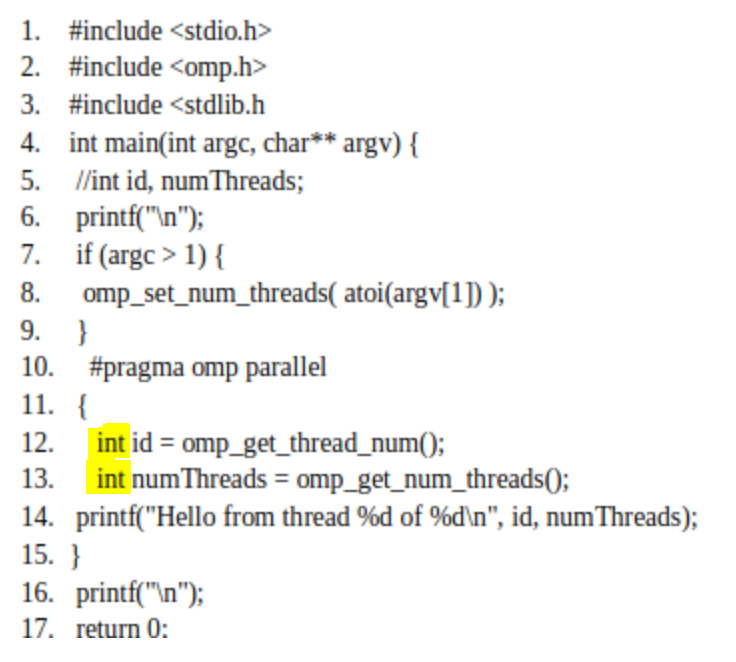 1. #include <stdio.h>
2. #include <omp.h>
3. #include <stdlib.h
4. int main(int argc, char** argv) {
5. //int id, numThreads;
6. printf("\n");
7. if (argc > 1) {
8. omp_set_num_threads( atoi(argv[1]) );
9. }
10. #pragma omp parallel
11. {
12. int id = omp_get_thread_num();
13. int numThreads = omp_get_num_threads();
14. printf("Hello from thread %d of %d\n", id, numThreads);
15. }
16. printf("\n");
17. return 0;